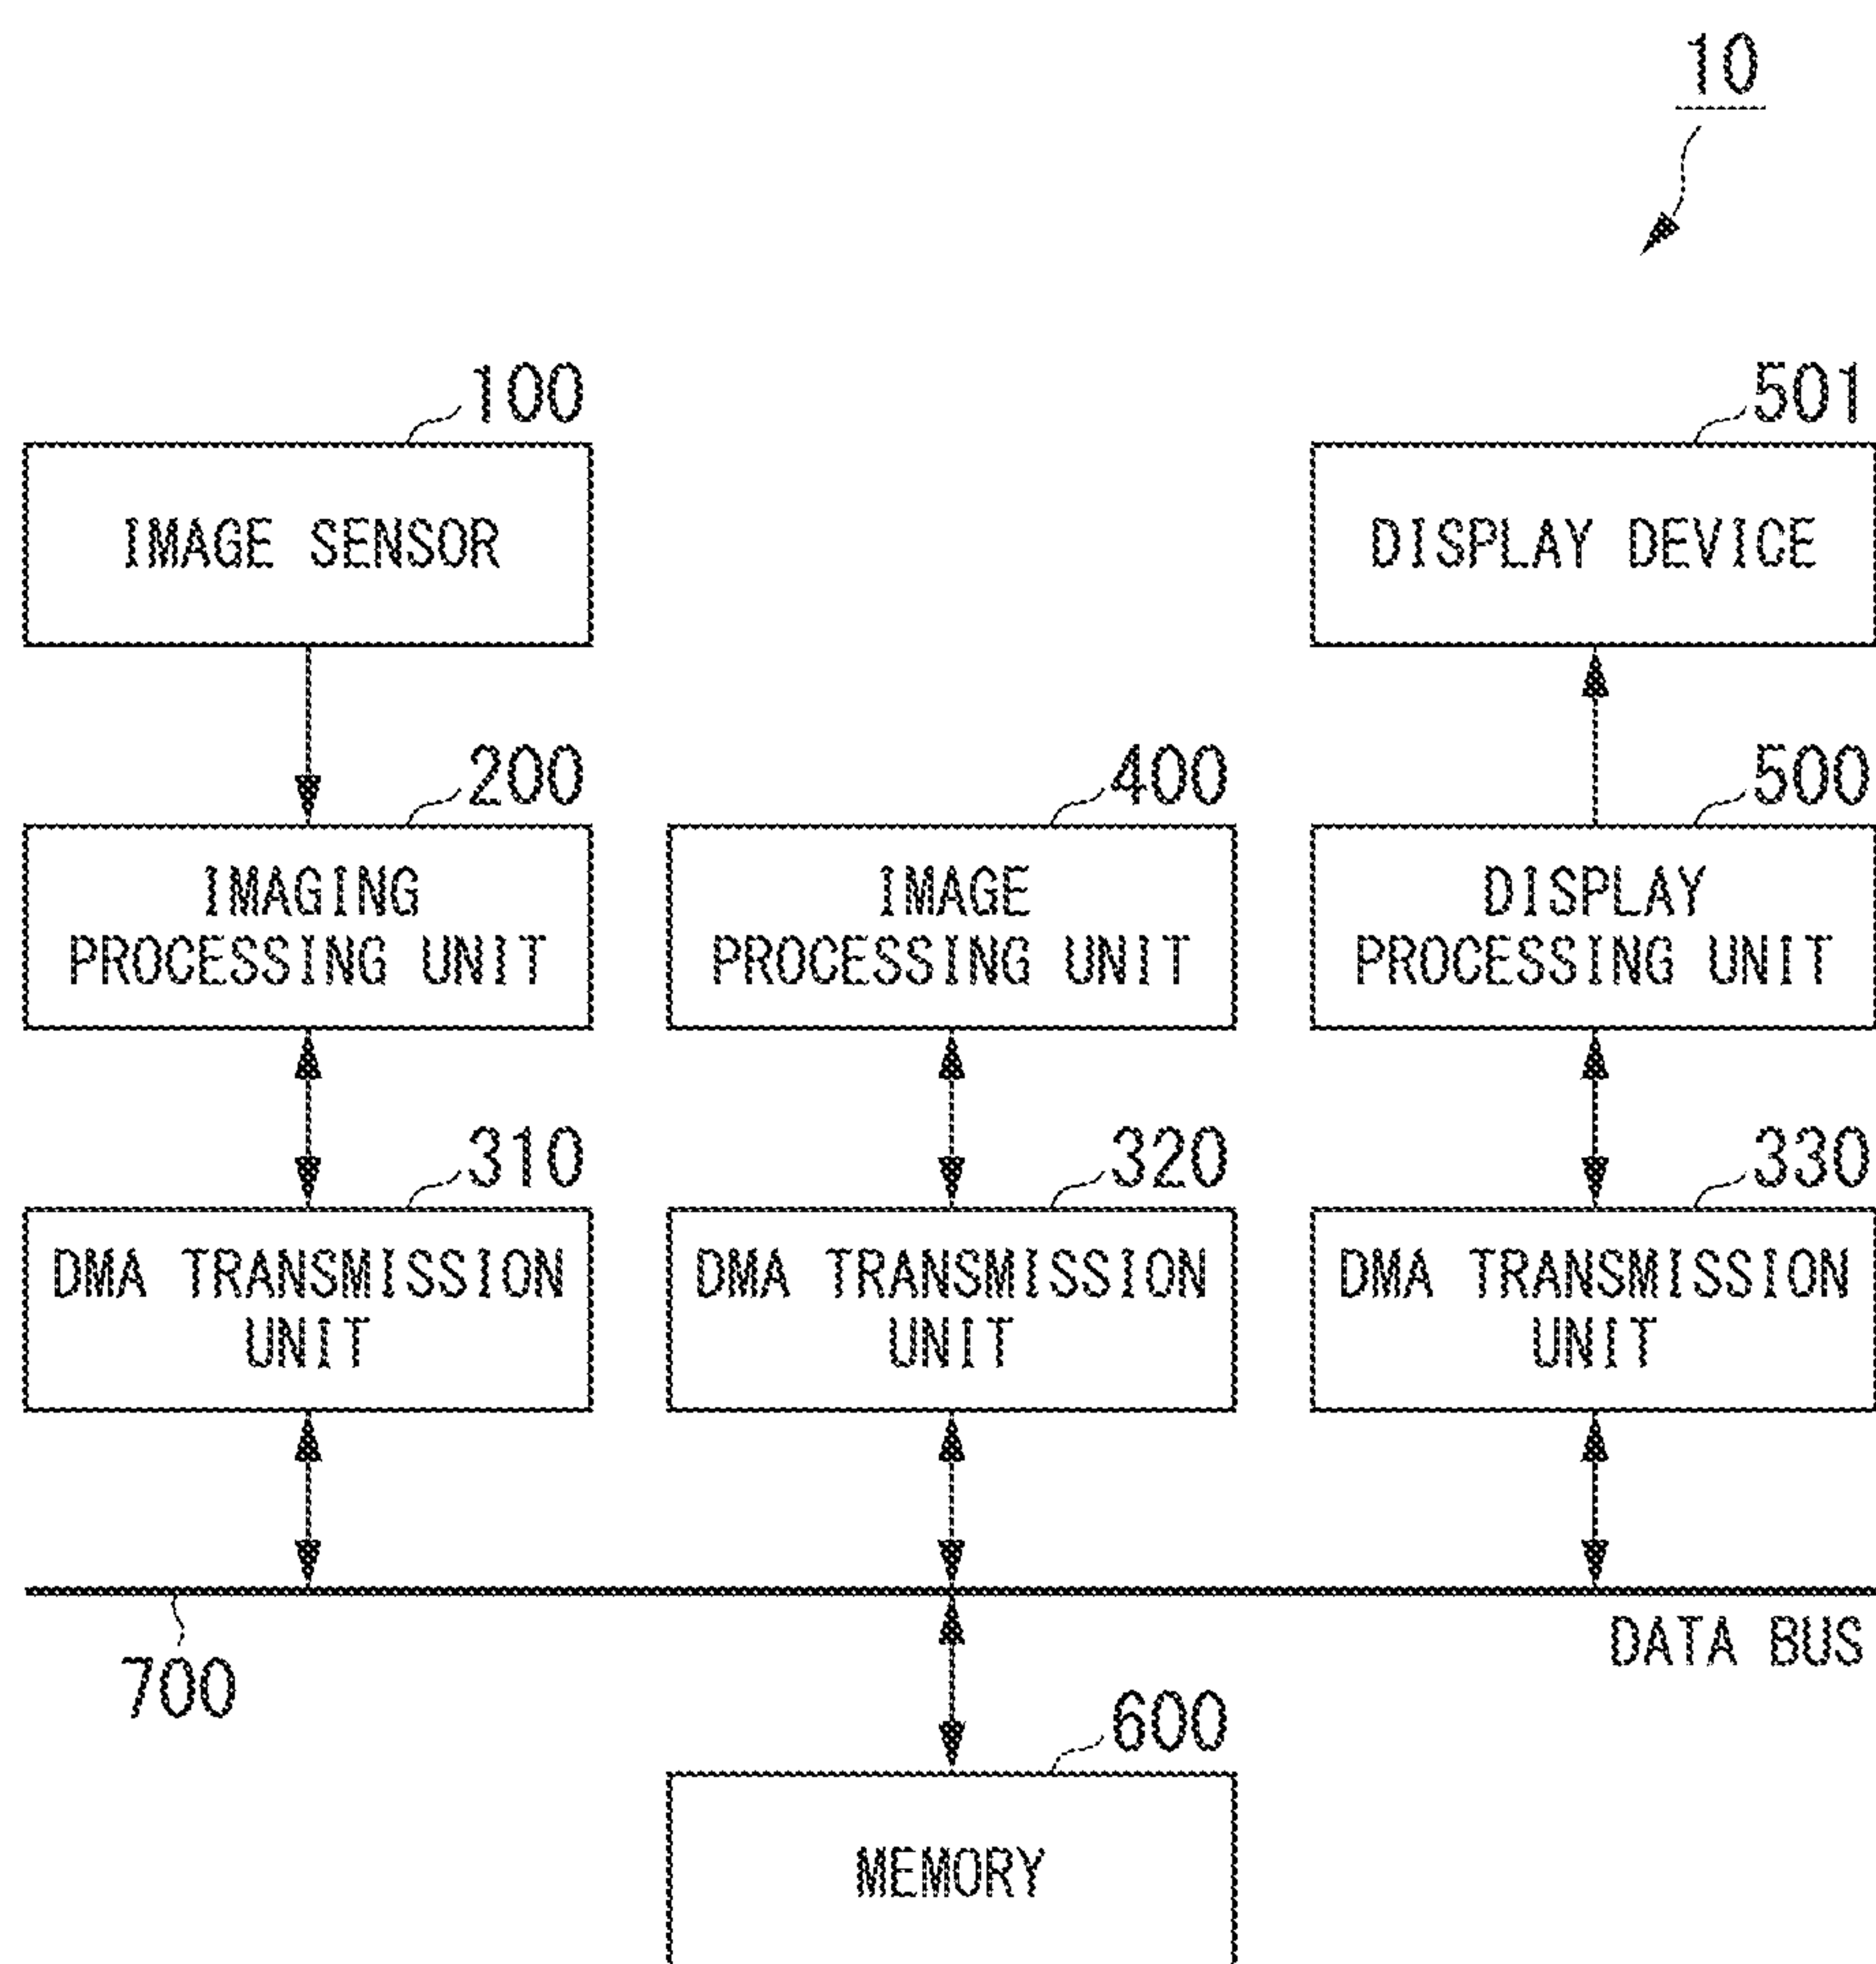 10
100
501
IMAGE SENSOR
DISPLAY DEVICE
200
400
500
IMAGING
PROCESSING UNIT
IMAGE
PROCESSING UNIT
DISPLAY
PROCESSING UNIT
310
320
330
DMA TRANSMISSION
UNIT
DMA TRANSMISSION
UNIT
DMA TRANSMISSION
UNIT
DATA BUS
700
600
MEMORY